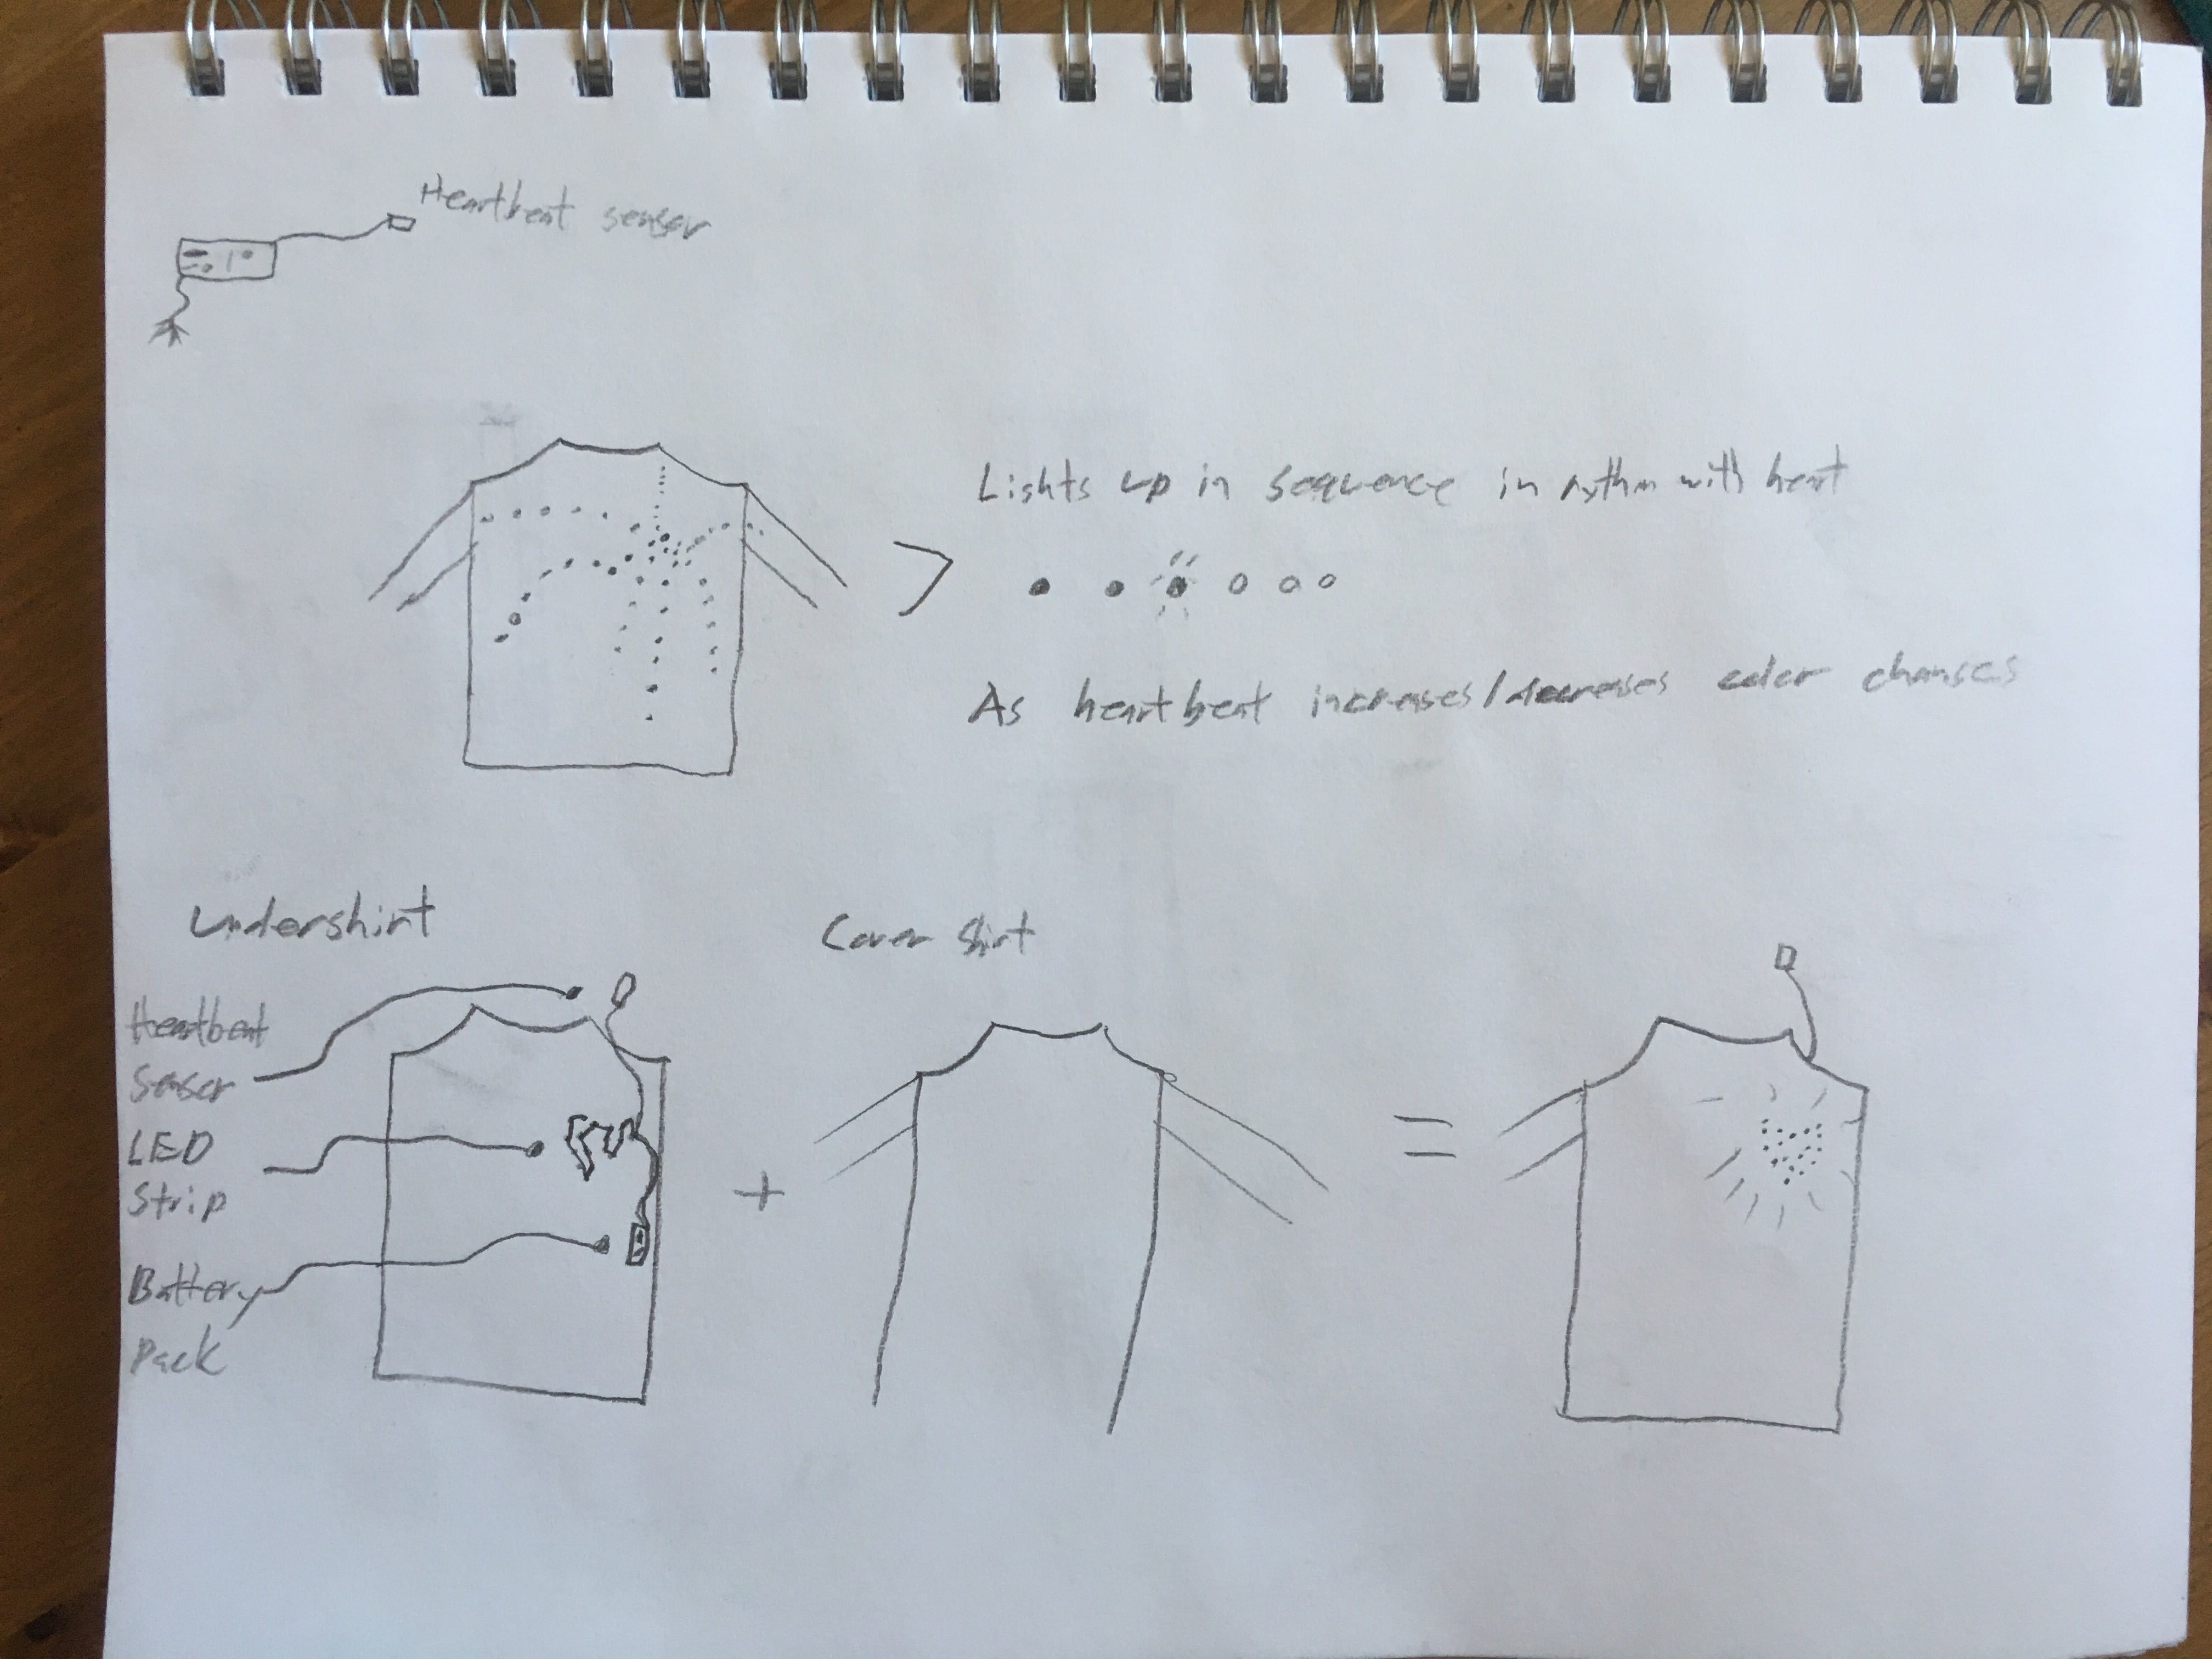 Heartbeat sensor
Lights up in sequence in rythm with heart
As heartbeat increases/decreases color changes
Undershirt
Cover Shirt
Heartbeat
Sensor
LED
Strip
Battery
Pack
+
=